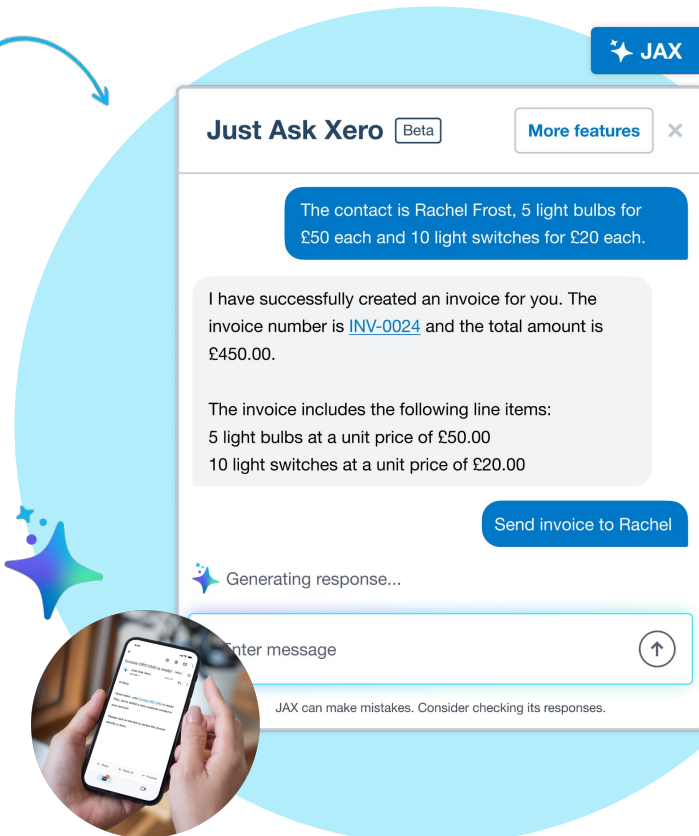 JAX
Just Ask Xero Beta More features
The contact is Rachel Frost, 5 light bulbs for
£50 each and 10 light switches for £20 each.
I have successfully created an invoice for you. The
invoice number is INV-0024 and the total amount is
£450.00.
The invoice includes the following line items:
5 light bulbs at a unit price of £50.00
10 light switches at a unit price of £20.00
Send invoice to Rachel
Generating response...
nter message
JAX can make mistakes. Consider checking its responses.